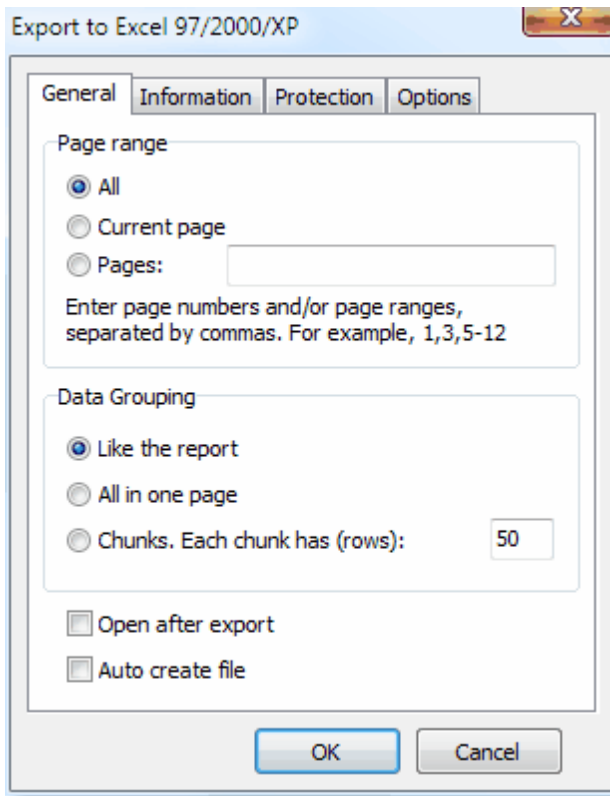 Export to Excel 97/2000/XP
General Information Protection Options
Page range
All
Current page
Pages:
Enter page numbers and/or page ranges,
separated by commas. For example, 1,3,5-12
Data Grouping
Like the report
All in one page
Chunks. Each chunk has (rows): 50
Open after export
Auto create file
OK Cancel